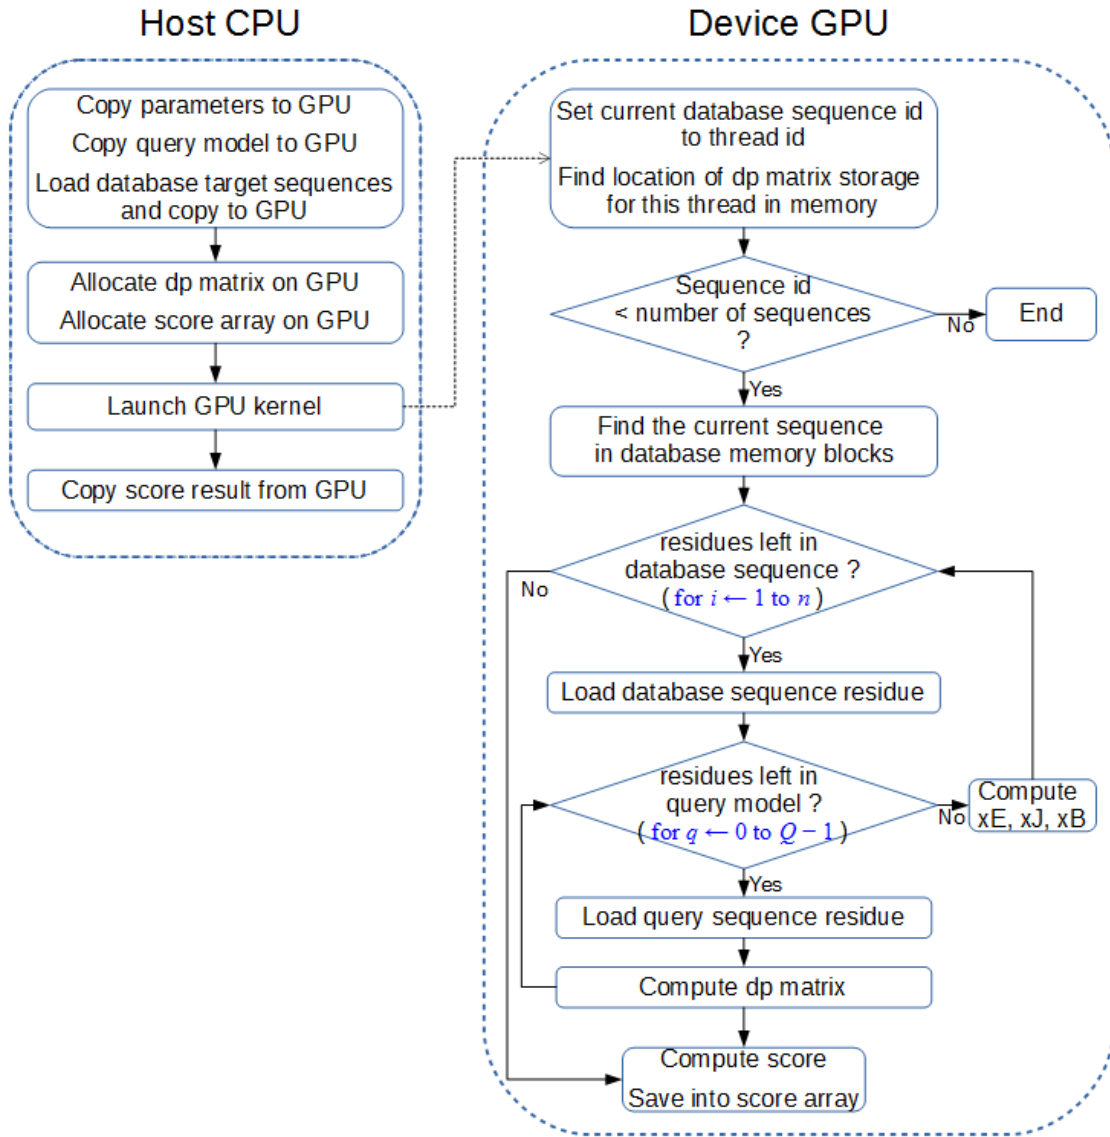 Host CPU
Copy parameters to GPU
Copy query model to GPU
Load database target sequences
and copy to GPU
Allocate dp matrix on GPU
Allocate score array on GPU
Launch GPU kernel
Copy score result from GPU
Device GPU
Set current database sequence id
to thread id
Find location of dp matrix storage
for this thread in memory
Sequence id
< number of sequences
?
No
End
Yes
Find the current sequence
in database memory blocks
residues left in
database sequence ?
( for i ← 1 to n )
No
Yes
Load database sequence residue
residues left in
query model ?
( for q ← 0 to Q − 1 )
No
Compute
xE, xJ, xB
Yes
Load query sequence residue
Compute dp matrix
Compute score
Save into score array